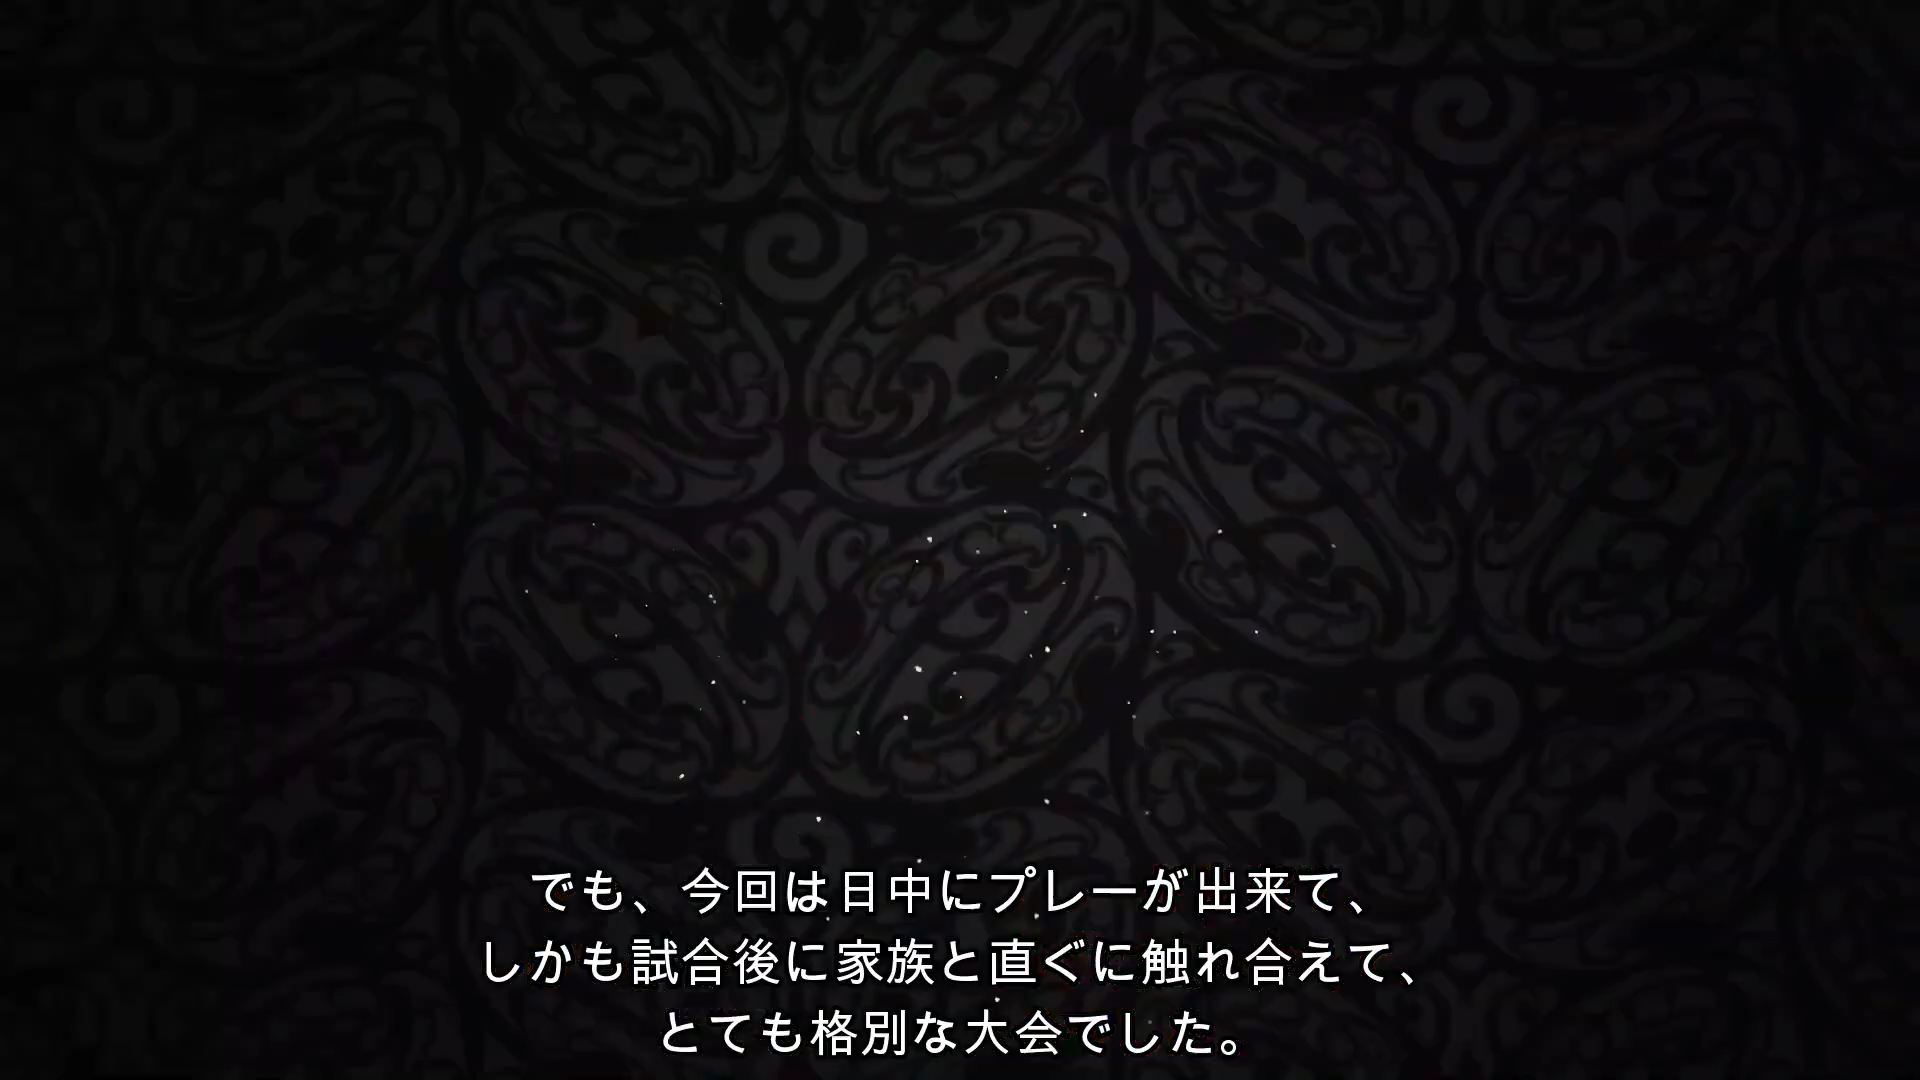 でも、今回は日中にプレーが出来て、
しかも試合後に家族と直ぐに触れ合えて、
とても格別な大会でした。